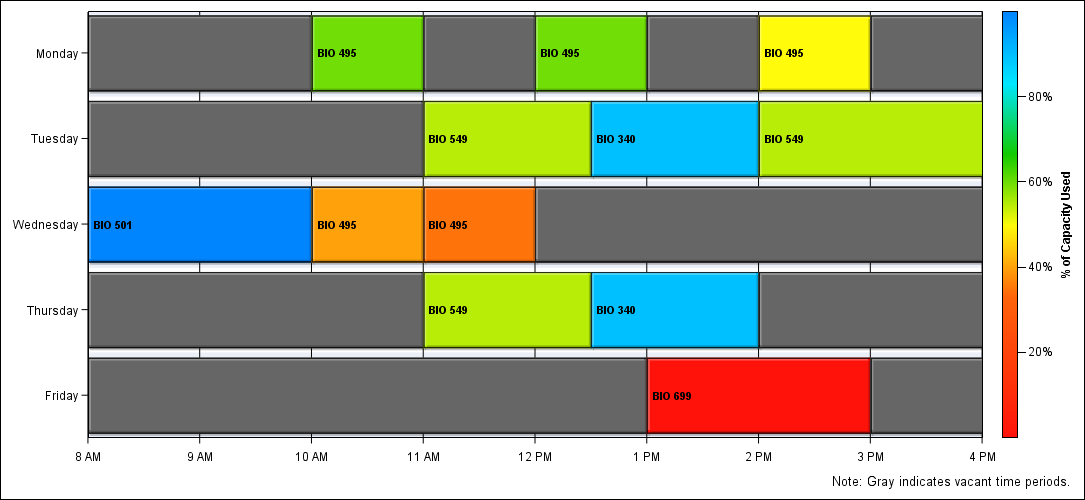 Monday
BIO 495
BIO 495
BIO 495
80%
Tuesday
BIO 549
BIO 340
BIO 549
60%
Wednesday
BIO 501
BIO 495
BIO 495
% of Capacity Used
40%
Thursday
BIO 549
BIO 340
20%
Friday
BIO 699
8 AM 9 AM 10 AM 11 AM 12 PM 1 PM 2 PM 3 PM 4 PM
Note: Gray indicates vacant time periods.